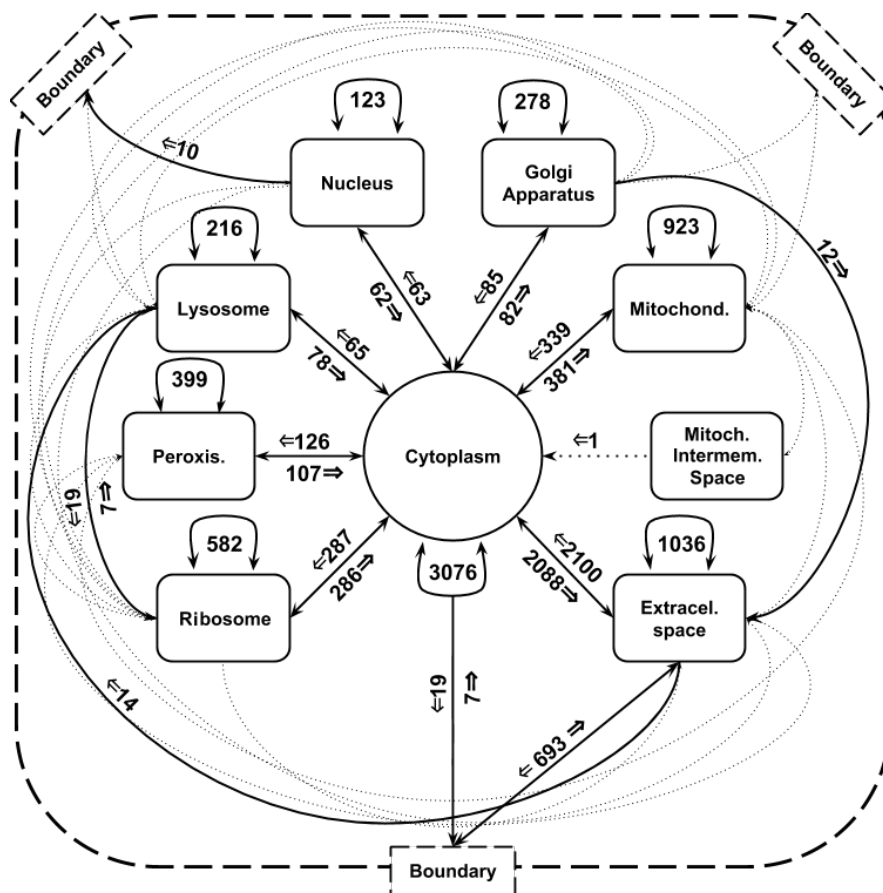 Boundary
Boundary
123
278
⇐10
Nucleus
Golgi
Apparatus
216
923
⇐63
62⇒
⇐85
82⇒
12⇒
Lysosome
Mitochond.
⇐65
78⇒
⇐339
381⇒
399
Peroxis.
⇐126
107⇒
Cytoplasm
⇐1
Mitoch.
Intermem.
Space
⇐19
7⇒
582
⇐287
286⇒
3076
⇐2100
2088⇒
1036
Ribosome
Extracel.
space
⇐14
⇐19
7⇒
⇐693⇒
Boundary